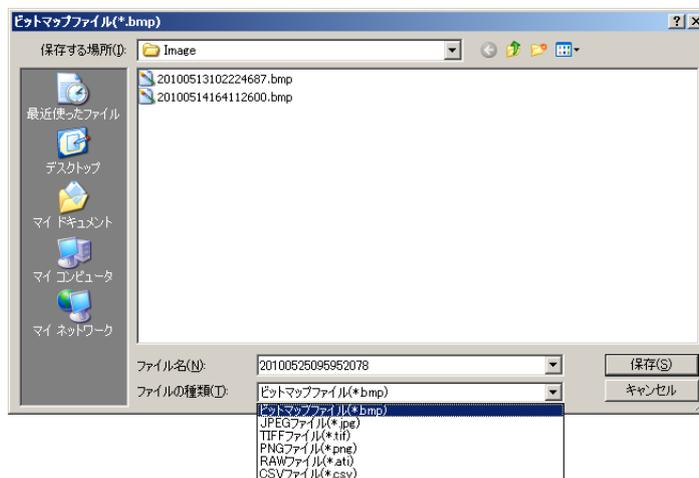 ビットマップファイル(*.bmp)
保存する場所(I):
Image
20100513102224687.bmp
20100514164112600.bmp
最近使ったファイル
デスクトップ
マイ ドキュメント
マイ コンピュータ
マイ ネットワーク
ファイル名(N):
20100525095952078
保存(S)
ファイルの種類(T):
ビットマップファイル(*bmp)
キャンセル
ビットマップファイル(*bmp)
JPEGファイル(*jpg)
TIFFファイル(*tif)
PNGファイル(*png)
RAWファイル(*ati)
CSVファイル(*csv)